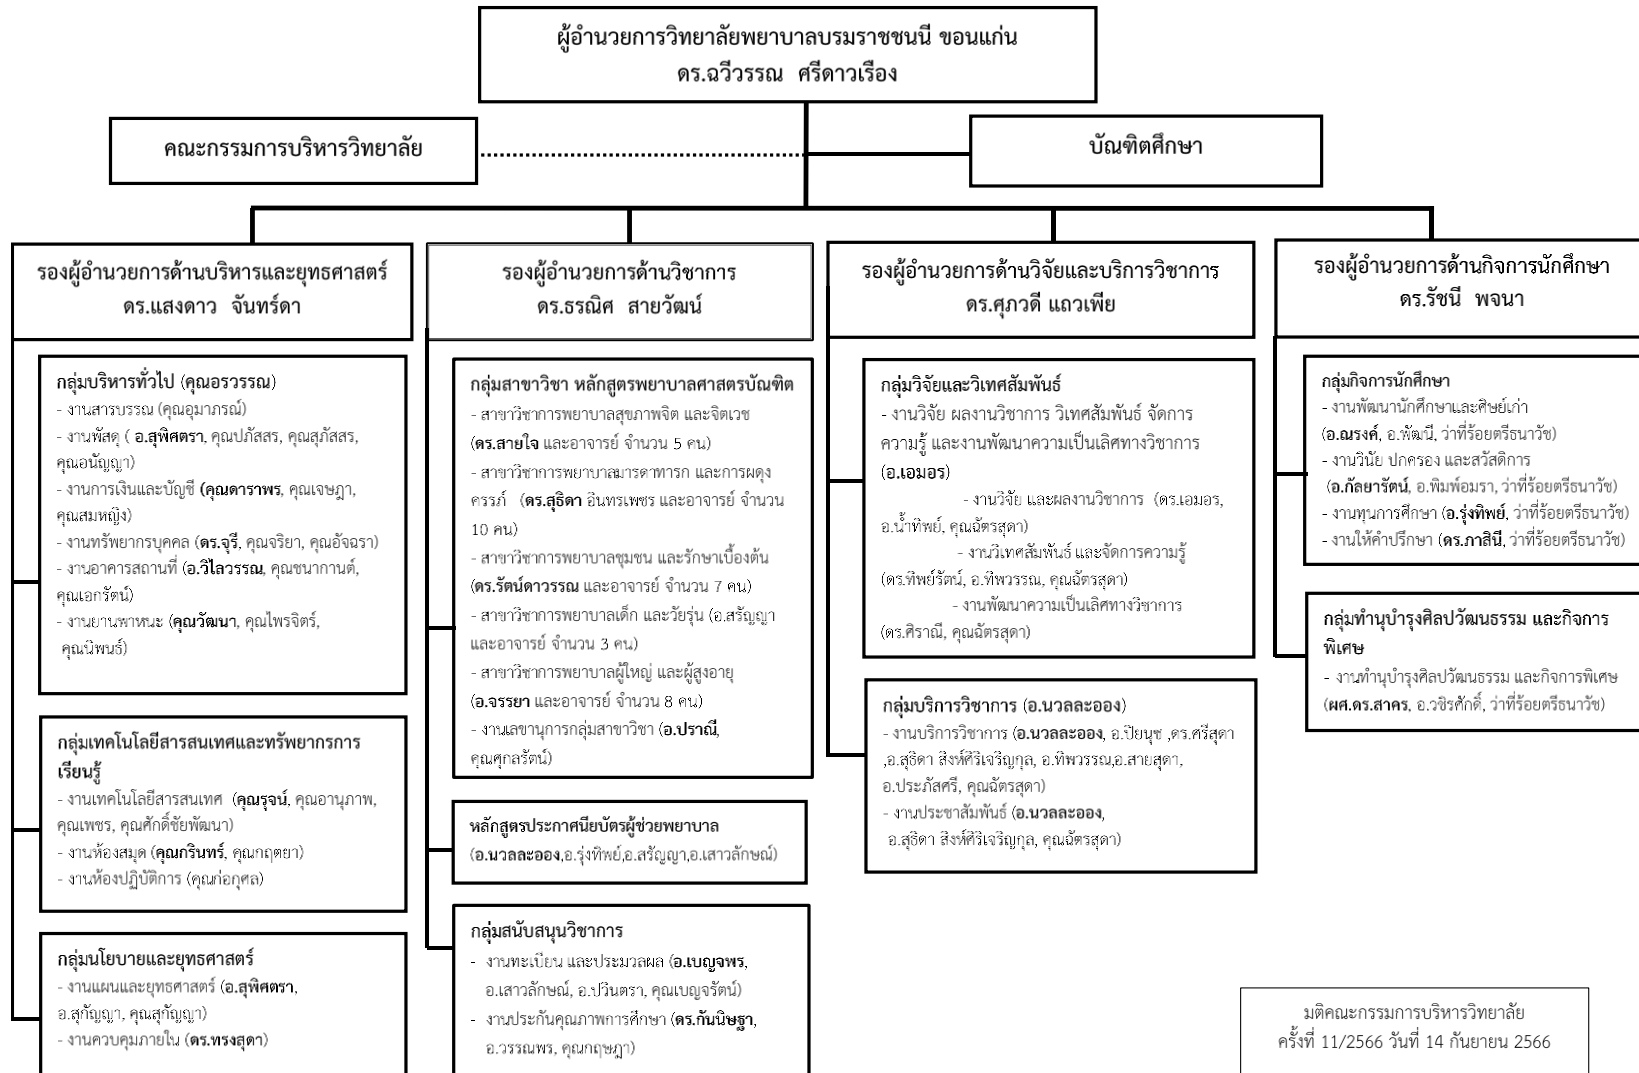 ผู้อำนวยการวิทยาลัยพยาบาลบรมราชชนนี ขอนแก่น
ดร.ฉวีวรรณ ศรีดาวเรือง
คณะกรรมการบริหารวิทยาลัย
บัณฑิตศึกษา
รองผู้อำนวยการด้านบริหารและยุทธศาสตร์
ดร.แสงดาว จันทร์ดา
กลุ่มบริหารทั่วไป (คุณอรวรรณ)
- งานสารบรรณ (คุณอุมาภรณ์)
- งานพัสดุ ( อ.สุพิศตรา, คุณปภัสสร, คุณสุภัสสร,
คุณอนัญญา)
- งานการเงินและบัญชี (คุณดาราพร, คุณเจษฎา,
คุณสมหญิง)
- งานทรัพยากรบุคคล (ดร.จุรี, คุณจริยา, คุณอัจฉรา)
- งานอาคารสถานที่ (อ.วิไลวรรณ, คุณชนากานต์,
คุณเอกรัตน์)
- งานยานพาหนะ (คุณวัฒนา, คุณไพรจิตร์,
คุณนิพนธ์)
กลุ่มเทคโนโลยีสารสนเทศและทรัพยากรการ
เรียนรู้
- งานเทคโนโลยีสารสนเทศ (คุณรุจน์, คุณอานุภาพ,
คุณเพชร, คุณศักดิ์ชัยพัฒนา)
- งานห้องสมุด (คุณกรินทร์, คุณกฤตยา)
- งานห้องปฏิบัติการ (คุณก่อกุศล)
กลุ่มนโยบายและยุทธศาสตร์
- งานแผนและยุทธศาสตร์ (อ.สุพิศตรา,
อ.สุกัญญา, คุณสุกัญญา)
- งานควบคุมภายใน (ดร.ทรงสุดา)
รองผู้อำนวยการด้านวิชาการ
ดร.ธรณิศ สายวัฒน์
กลุ่มสาขาวิชา หลักสูตรพยาบาลศาสตรบัณฑิต
- สาขาวิชาการพยาบาลสุขภาพจิต และจิตเวช
(ดร.สายใจ และอาจารย์ จำนวน 5 คน)
- สาขาวิชาการพยาบาลมารดาทารก และการผดุง
ครรภ์ (ดร.สุธิดา อินทรเพชร และอาจารย์ จำนวน
10 คน)
- สาขาวิชาการพยาบาลชุมชน และรักษาเบื้องต้น
(ดร.รัตน์ดาวรรณ และอาจารย์ จำนวน 7 คน)
- สาขาวิชาการพยาบาลเด็ก และวัยรุ่น (อ.สรัญญา
และอาจารย์ จำนวน 3 คน)
- สาขาวิชาการพยาบาลผู้ใหญ่ และผู้สูงอายุ
(อ.จรรยา และอาจารย์ จำนวน 8 คน)
- งานเลขานุการกลุ่มสาขาวิชา (อ.ปราณี,
คุณศุกลรัตน์)
หลักสูตรประกาศนียบัตรผู้ช่วยพยาบาล
(อ.นวลละออง,อ.รุ่งทิพย์,อ.สรัญญา,อ.เสาวลักษณ์)
กลุ่มสนับสนุนวิชาการ
- งานทะเบียน และประมวลผล (อ.เบญจพร,
อ.เสาวลักษณ์, อ.ปวินตรา, คุณเบญจรัตน์)
- งานประกันคุณภาพการศึกษา (ดร.กันนิษฐา,
อ.วรรณพร, คุณกฤษฎา)
รองผู้อำนวยการด้านวิจัยและบริการวิชาการ
ดร.ศุภวดี แถวเพีย
กลุ่มวิจัยและวิเทศสัมพันธ์
- งานวิจัย ผลงานวิชาการ วิเทศสัมพันธ์ จัดการ
ความรู้ และงานพัฒนาความเป็นเลิศทางวิชาการ
(อ.เอมอร)
- งานวิจัย และผลงานวิชาการ (ดร.เอมอร,
อ.น้ำทิพย์, คุณฉัตรสุดา)
- งานวิเทศสัมพันธ์ และจัดการความรู้
(ดร.ทิพย์รัตน์, อ.ทิพวรรณ, คุณฉัตรสุดา)
- งานพัฒนาความเป็นเลิศทางวิชาการ
(ดร.ศิราณี, คุณฉัตรสุดา)
กลุ่มบริการวิชาการ (อ.นวลละออง)
- งานบริการวิชาการ (อ.นวลละออง, อ.ปิยนุช ,ดร.ศรีสุดา
,อ.สุธิดา สิงห์ศิริเจริญกุล, อ.ทิพวรรณ,อ.สายสุดา,
อ.ประภัสศรี, คุณฉัตรสุดา)
- งานประชาสัมพันธ์ (อ.นวลละออง,
อ.สุธิดา สิงห์ศิริเจริญกุล, คุณฉัตรสุดา)
รองผู้อำนวยการด้านกิจการนักศึกษา
ดร.รัชนี พจนา
กลุ่มกิจการนักศึกษา
- งานพัฒนานักศึกษาและศิษย์เก่า
(อ.ณรงค์, อ.พัฒนี, ว่าที่ร้อยตรีธนาวัช)
- งานวินัย ปกครอง และสวัสดิการ
(อ.กัลยารัตน์, อ.พิมพ์อมรา, ว่าที่ร้อยตรีธนาวัช)
- งานทุนการศึกษา (อ.รุ่งทิพย์, ว่าที่ร้อยตรีธนาวัช)
- งานให้คำปรึกษา (ดร.ภาสินี, ว่าที่ร้อยตรีธนาวัช)
กลุ่มทำนุบำรุงศิลปวัฒนธรรม และกิจการ
พิเศษ
- งานทำนุบำรุงศิลปวัฒนธรรม และกิจการพิเศษ
(ผศ.ดร.สาคร, อ.วชิรศักดิ์, ว่าที่ร้อยตรีธนาวัช)
มติคณะกรรมการบริหารวิทยาลัย
ครั้งที่ 11/2566 วันที่ 14 กันยายน 2566